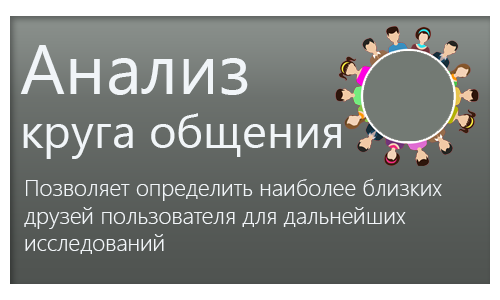 Анализ
круга общения
Позволяет определить наиболее близких
друзей пользователя для дальнейших
исследований